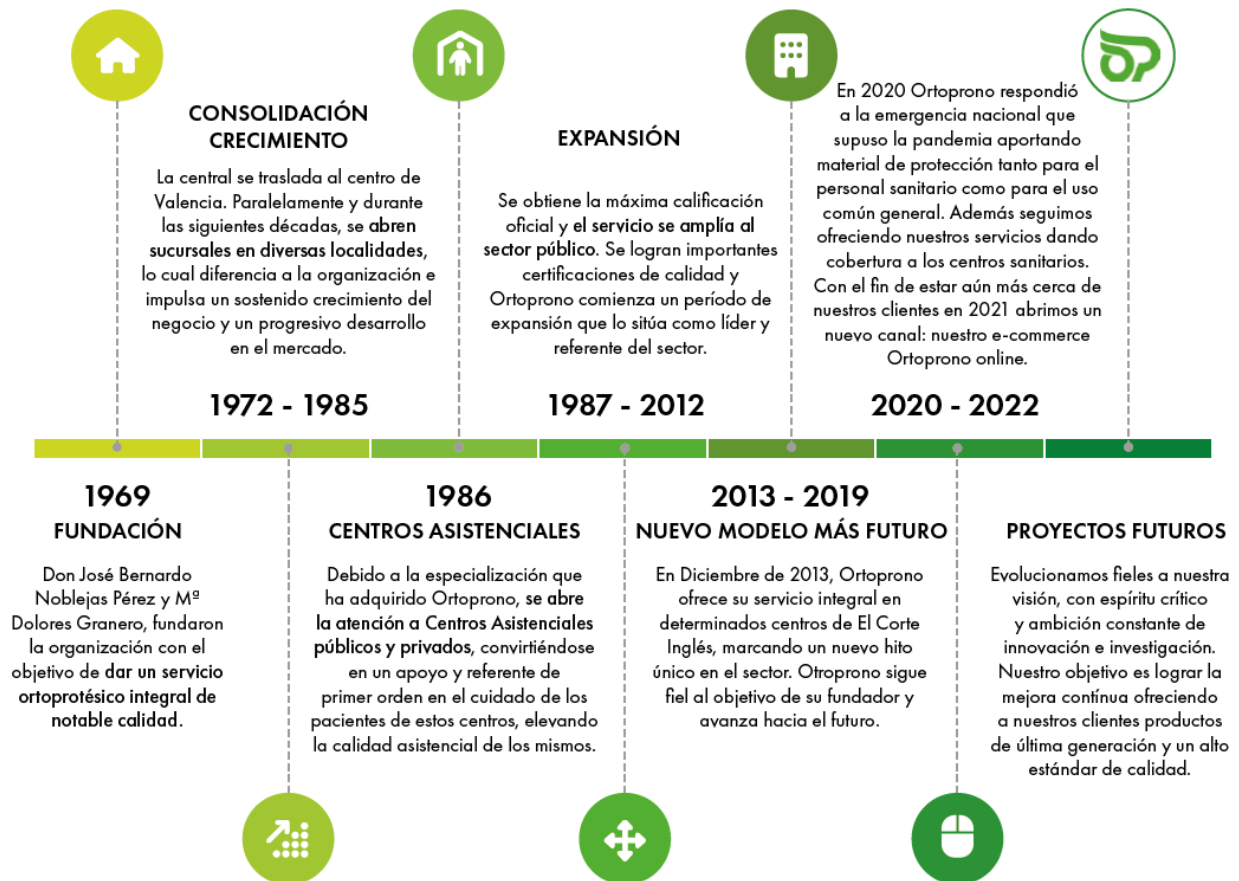 CONSOLIDACIÓN
CRECIMIENTO
La central se traslada al centro de
Valencia. Paralelamente y durante
las siguientes décadas, se abren
sucursales en diversas localidades,
lo cual diferencia a la organización e
impulsa un sostenido crecimiento del
negocio y un progresivo desarrollo
en el mercado.
1972 - 1985
EXPANSIÓN
Se obtiene la máxima calificación
oficial y el servicio se amplía al
sector público. Se logran importantes
certificaciones de calidad y
Ortoprono comienza un período de
expansión que lo sitúa como líder y
referente del sector.
1987 - 2012
En 2020 Ortoprono respondió
a la emergencia nacional que
supuso la pandemia aportando
material de protección tanto para el
personal sanitario como para el uso
común general. Además seguimos
ofreciendo nuestros servicios dando
cobertura a los centros sanitarios.
Con el fin de estar aún más cerca de
nuestros clientes en 2021 abrimos un
nuevo canal: nuestro e-commerce
Ortoprono online.
2020 - 2022
1969
FUNDACIÓN
Don José Bernardo
Noblejas Pérez y Mª
Dolores Granero, fundaron
la organización con el
objetivo de dar un servicio
ortoprotésico integral de
notable calidad.
1986
CENTROS ASISTENCIALES
Debido a la especialización que
ha adquirido Ortoprono, se abre
la atención a Centros Asistenciales
públicos y privados, convirtiéndose
en un apoyo y referente de
primer orden en el cuidado de los
pacientes de estos centros, elevando
la calidad asistencial de los mismos.
2013 - 2019
NUEVO MODELO MÁS FUTURO
En Diciembre de 2013, Ortoprono
ofrece su servicio integral en
determinados centros de El Corte
Inglés, marcando un nuevo hito
único en el sector. Otroprono sigue
fiel al objetivo de su fundador y
avanza hacia el futuro.
PROYECTOS FUTUROS
Evolucionamos fieles a nuestra
visión, con espíritu crítico
y ambición constante de
innovación e investigación.
Nuestro objetivo es lograr la
mejora contínua ofreciendo
a nuestros clientes productos
de última generación y un alto
estándar de calidad.